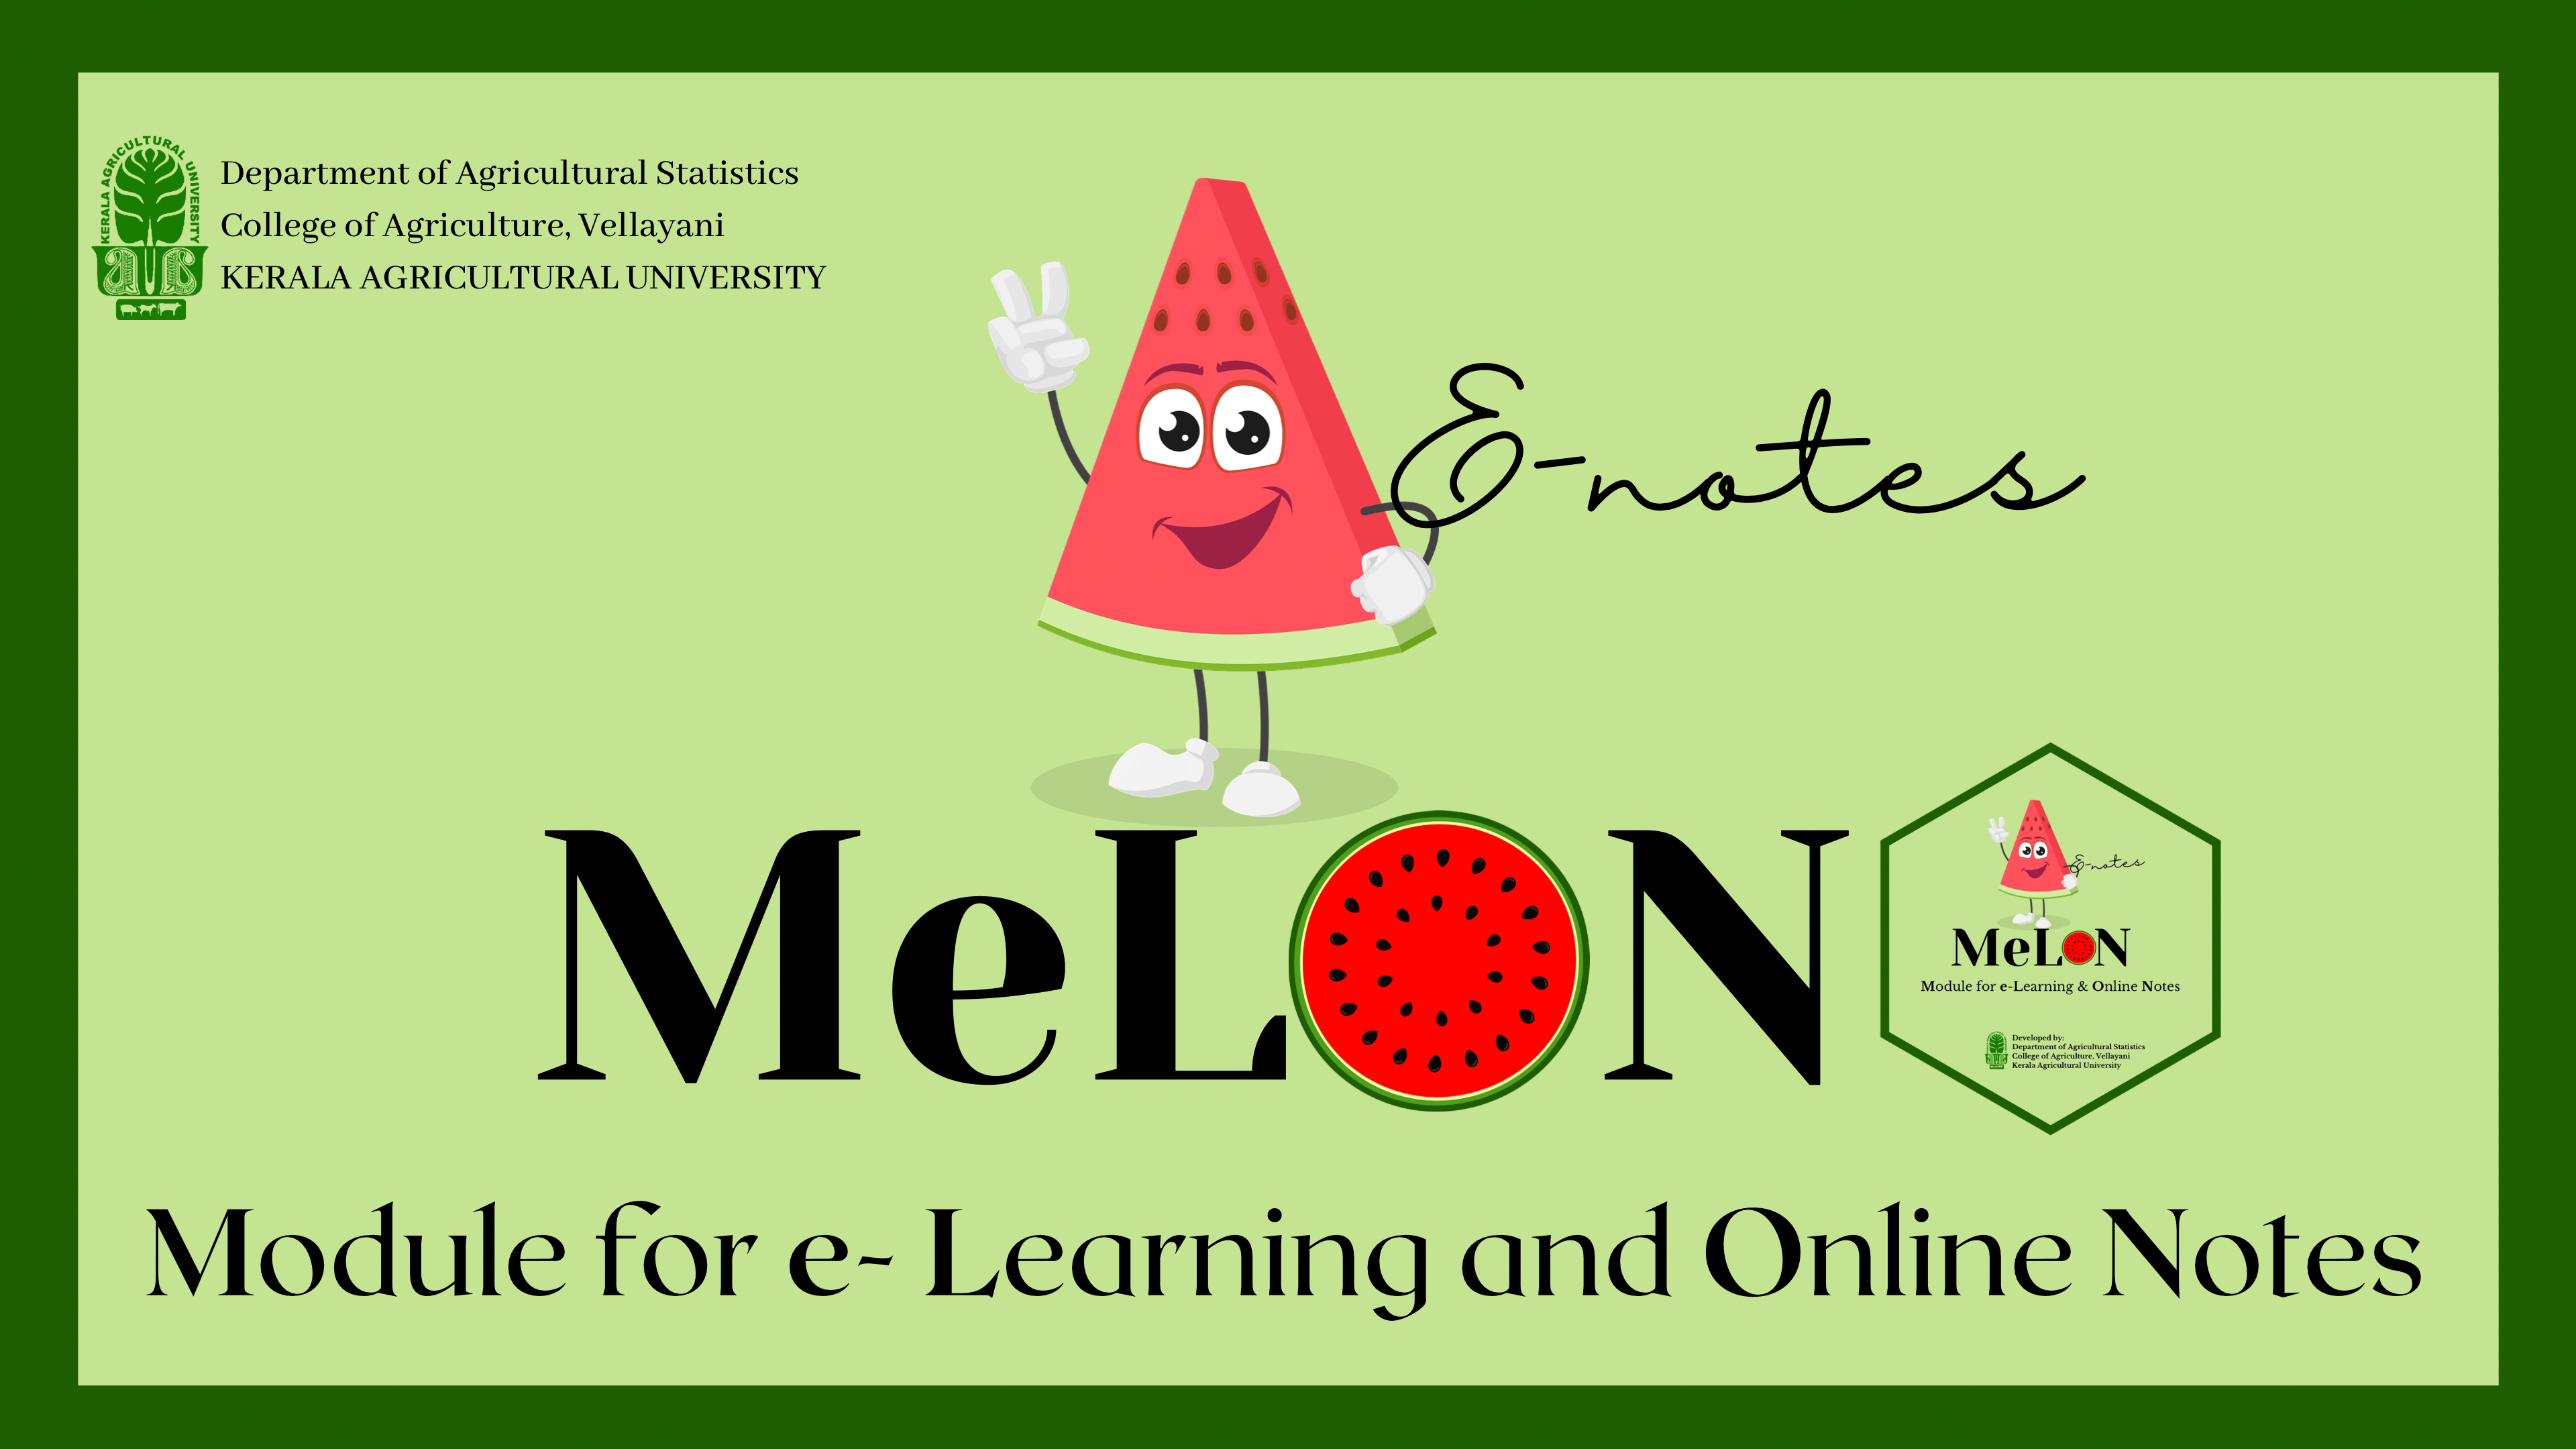 KERALA AGRICULTURAL UNIVERSITY
Department of Agricultural Statistics
College of Agriculture, Vellayani
KERALA AGRICULTURAL UNIVERSITY
E-notes
MeLON
E-notes
MeLON
Module for e-Learning & Online Notes
Developed by:
Department of Agricultural Statistics
College of Agriculture, Vellayani
Kerala Agricultural University
Module for e- Learning and Online Notes